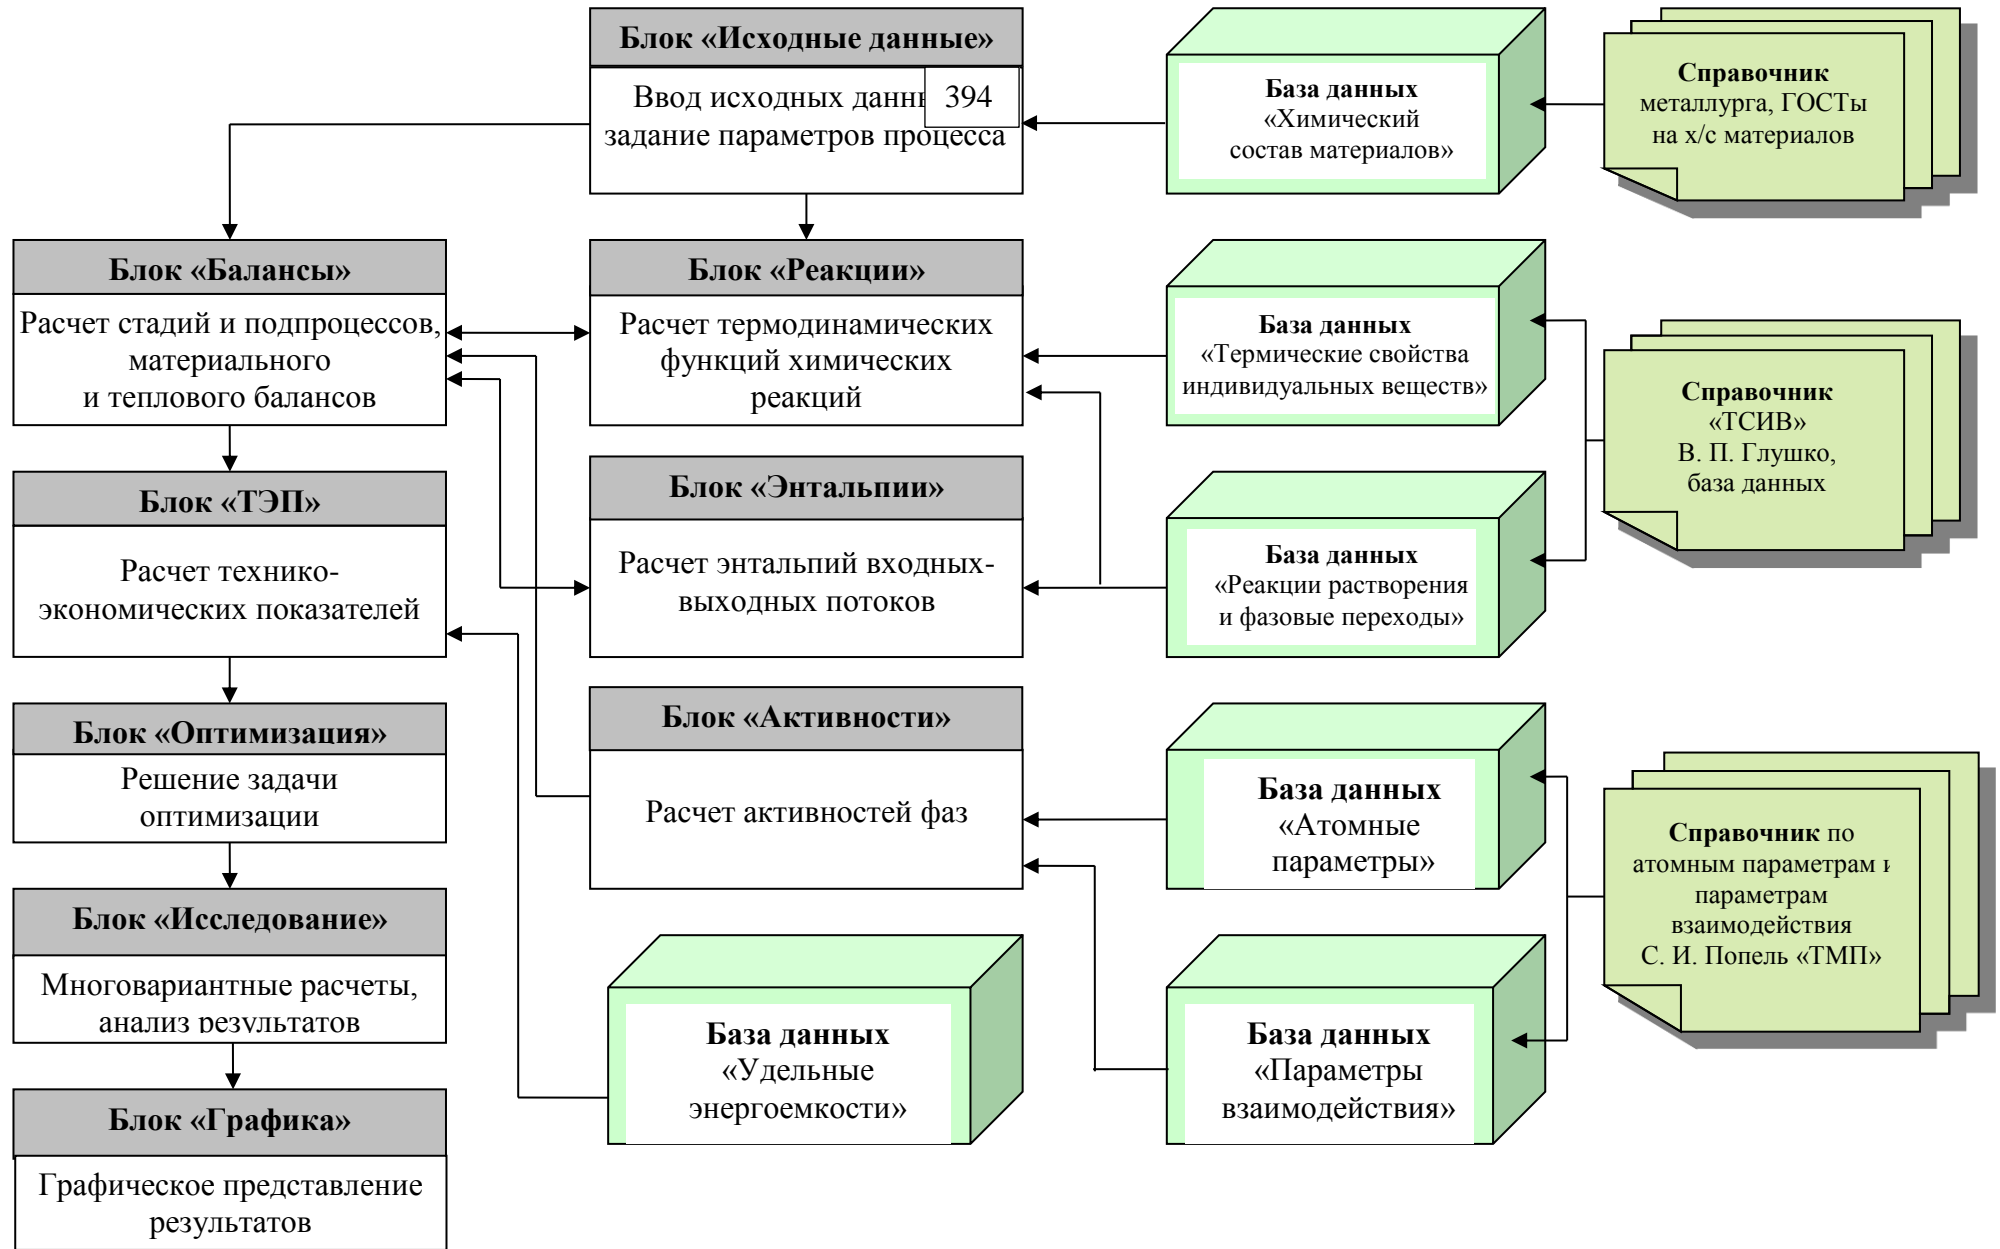 Блок «Исходные данные»
Ввод исходных данн
394
задание параметров процесса
База данных
«Химический
состав материалов»
Справочник
металлурга, ГОСТы
на х/с материалов
Блок «Балансы»
Расчет стадий и подпроцессов,
материального
и теплового балансов
Блок «Реакции»
Расчет термодинамических
функций химических
реакций
База данных
«Термические свойства
индивидуальных веществ»
Справочник
«ТСИВ»
В. П. Глушко,
база данных
Блок «ТЭП»
Расчет технико-
экономических показателей
Блок «Энтальпии»
Расчет энтальпий входных-
выходных потоков
База данных
«Реакции растворения
и фазовые переходы»
Блок «Оптимизация»
Решение задачи
оптимизации
Блок «Активности»
Расчет активностей фаз
База данных
«Атомные
параметры»
Справочник по
атомным параметрам и
параметрам
взаимодействия
С. И. Попель «ТМП»
Блок «Исследование»
Многовариантные расчеты,
анализ результатов
База данных
«Удельные
энергоемкости»
База данных
«Параметры
взаимодействия»
Блок «Графика»
Графическое представление
результатов